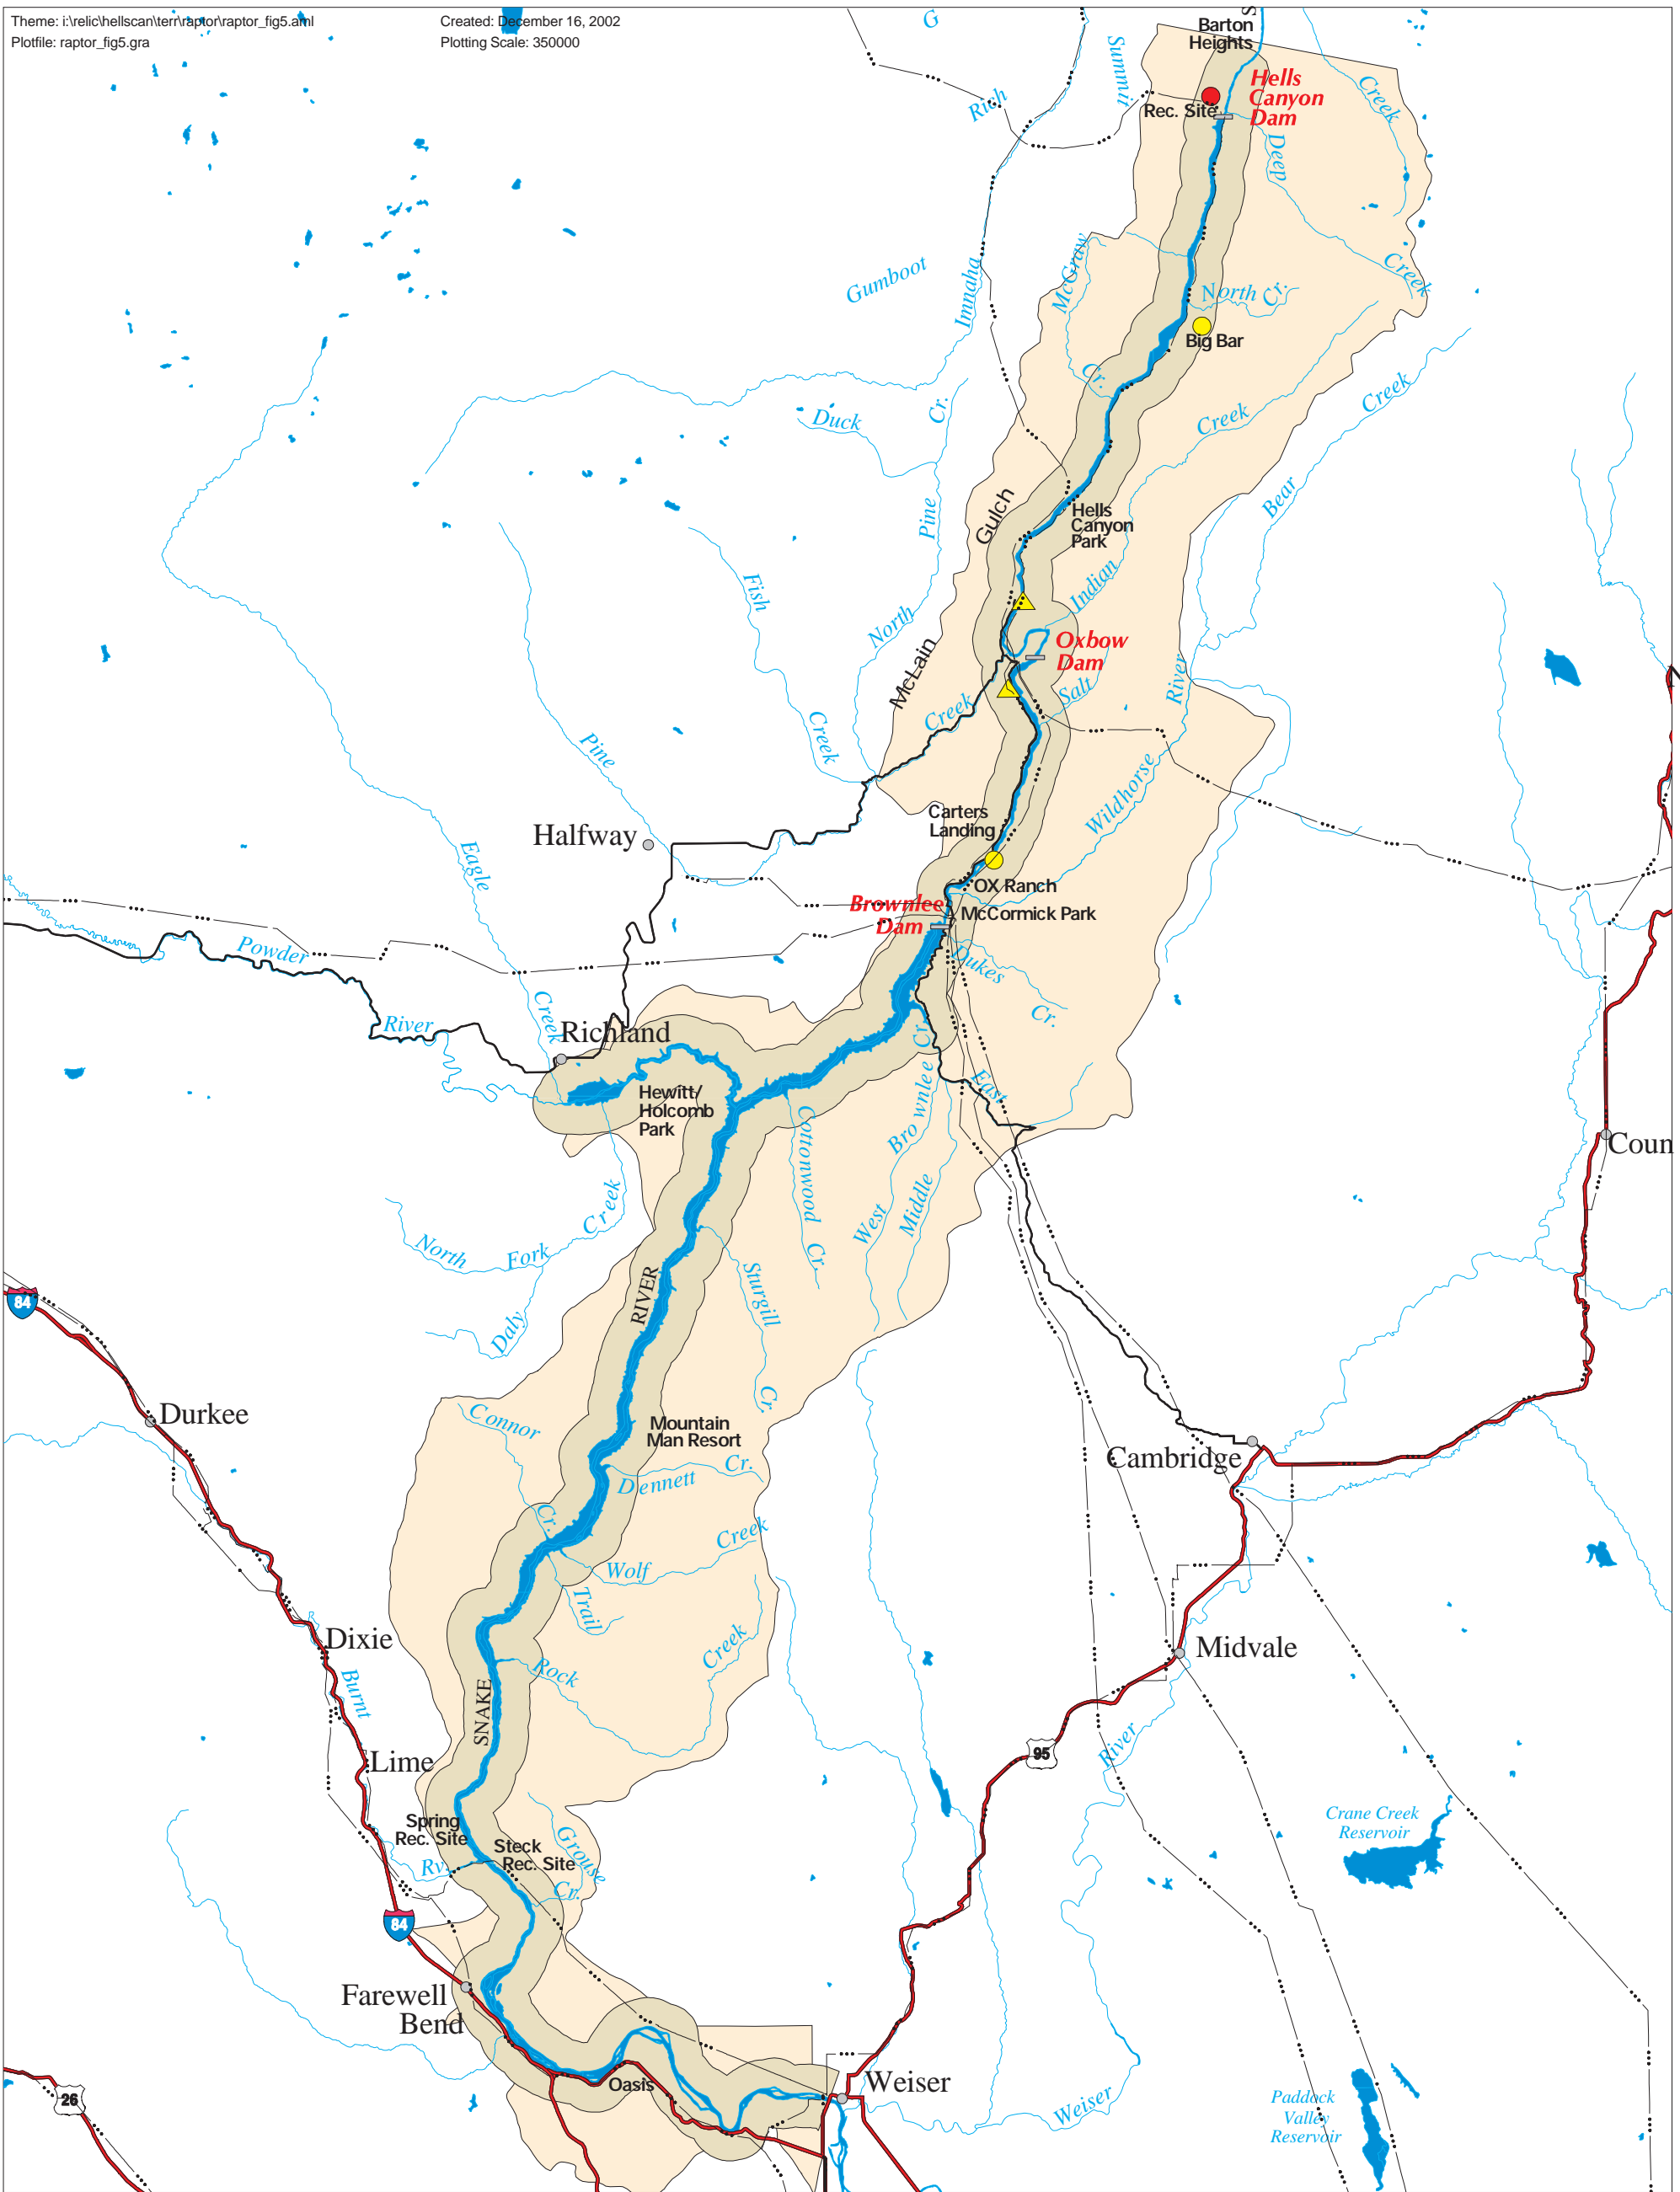 Theme: i:\relic\hellscan\terr\raptor\raptor_fig5.aml
Created: December 16, 2002
Plotfile: raptor_fig5.gra
Plotting Scale: 350000
G
S
Barton
Heights
Summit
Rich
Hells
Canyon
Dam
Rec. Site
Creek
Deep
Creek
Gumboot
Imnaha
McGraw
Cr.
North Cr.
Big Bar
Duck
Cr.
Pine
North
Creek
Creek
Bear
Gulch
McLain
Hells
Canyon
Park
Indian
Fish
Creek
Oxbow
Dam
Salt
River
Wildhorse
Creek
Pine
Halfway
Carters
Landing
OX Ranch
McCormick Park
Brownlee
Dam
Dukes
Cr.
Eagle
Creek
Powder
River
Richland
Hewitt/
Holcomb
Park
Cottonwood
Cr.
Brownlee
Cr.
East
West
Middle
Coun
North
Fork
Creek
Daly
RIVER
Sturgill
Cr.
84
Durkee
Connor
Cr.
Mountain
Man Resort
Dennett
Cr.
Cambridge
Wolf
Creek
Trail
Rock
Creek
Dixie
Burnt
Midvale
SNAKE
Lime
95
River
Spring
Rec. Site
Steck
Rec. Site
Rv.
Grouse
Cr.
Crane Creek
Reservoir
84
Farewell
Bend
Oasis
Weiser
Weiser
26
Paddock
Valley
Reservoir